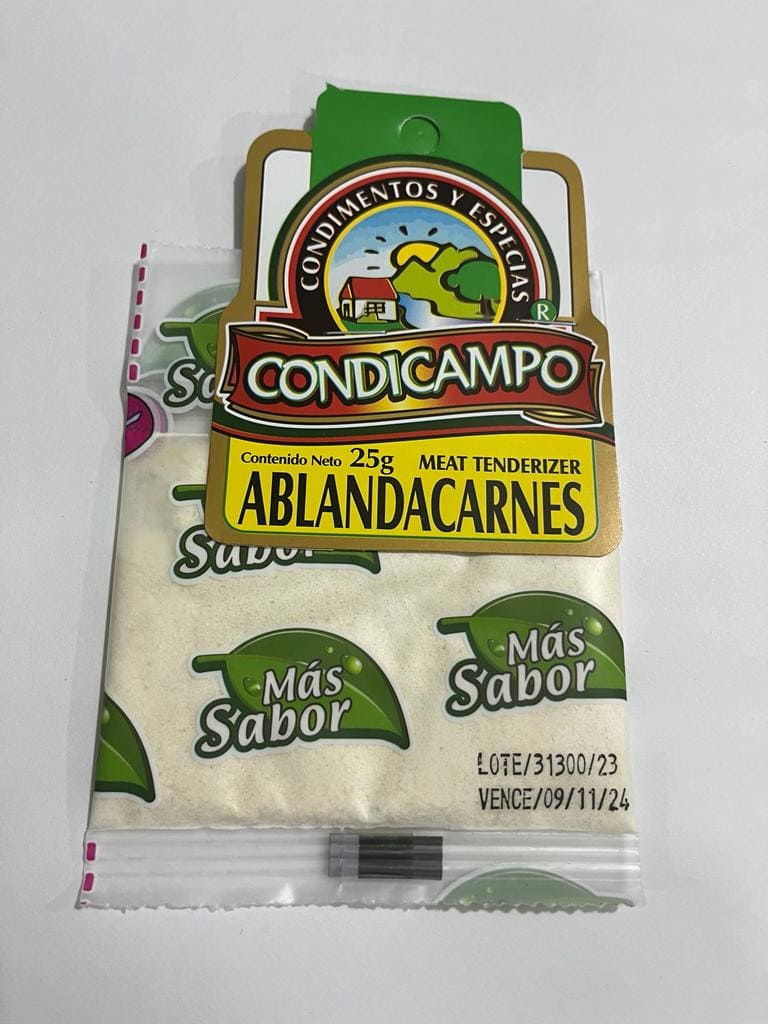 CONDIMENTOS Y ESPECIAS
R
CONDICAMPO
Contenido Neto 25g MEAT TENDERIZER
ABLANDACARNES
Sabor
Más
Sabor
Más
Sabor
LOTE/31300/23
VENCE/09/11/24